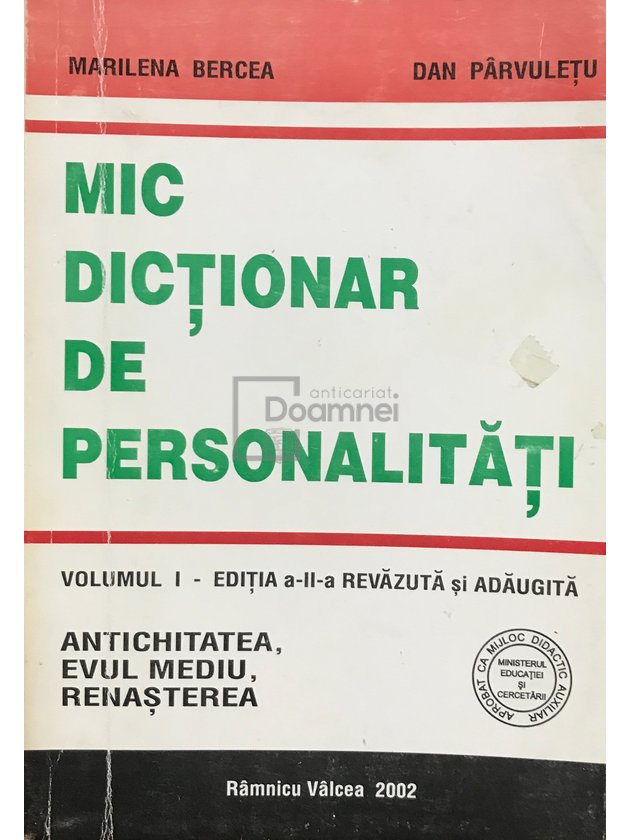 MARILENA BERCEA DAN PÂRVULEȚU
MIC
DICȚIONAR
DE
anticariat
Doamnei
PERSONALITĂȚI
VOLUMUL I - EDIȚIA a-II-a REVĂZUTĂ și ADĂUGITĂ
ANTICHITATEA,
EVUL MEDIU,
RENAȘTEREA
APROBAT CA MIJLOC DIDACTIC AUXILIAR
MINISTERUL
EDUCAȚIEI
ȘI
CERCETĂRII
Râmnicu Vâlcea 2002